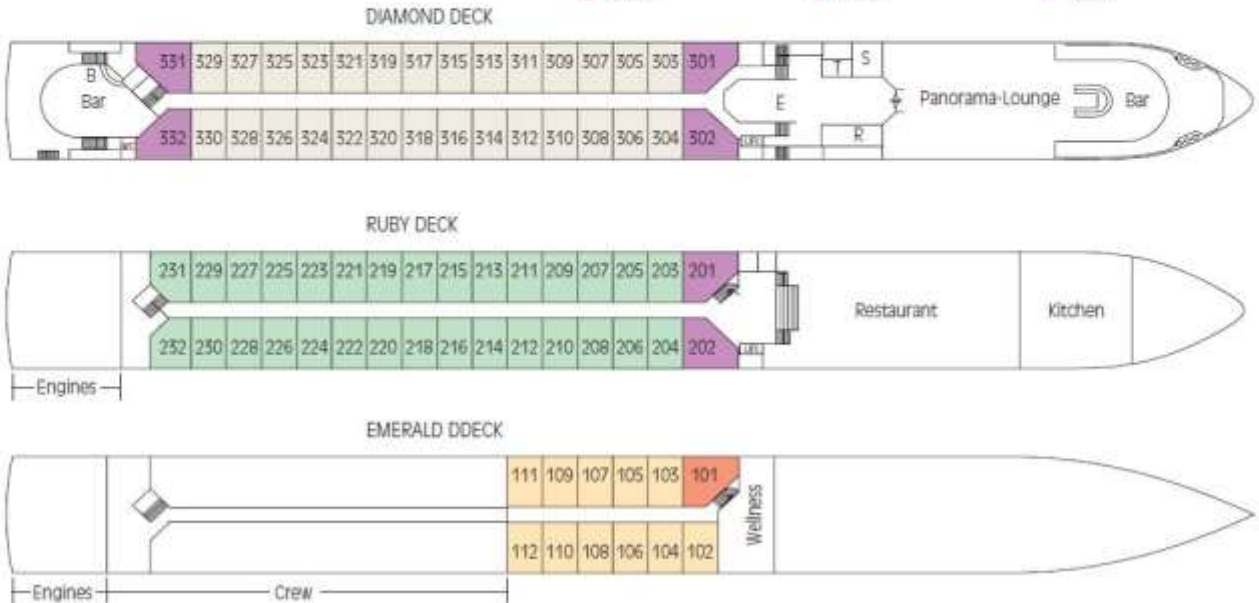 DIAMOND DECK
331 329 327 325 323 321 319 317 315 313 311 309 307 305 303 301
S
T
B
Bar
E
Panorama-Lounge
Bar
332 330 328 326 324 322 320 318 316 314 312 310 308 306 304 302
R
LIFT
RUBY DECK
231 229 227 225 223 221 219 217 215 213 211 209 207 205 203 201
Restaurant
Kitchen
232 230 228 226 224 222 220 218 216 214 212 210 208 206 204 202
LIFT
Engines
EMERALD DDECK
111 109 107 105 103 101
Wellness
112 110 108 106 104 102
Engines
Crew